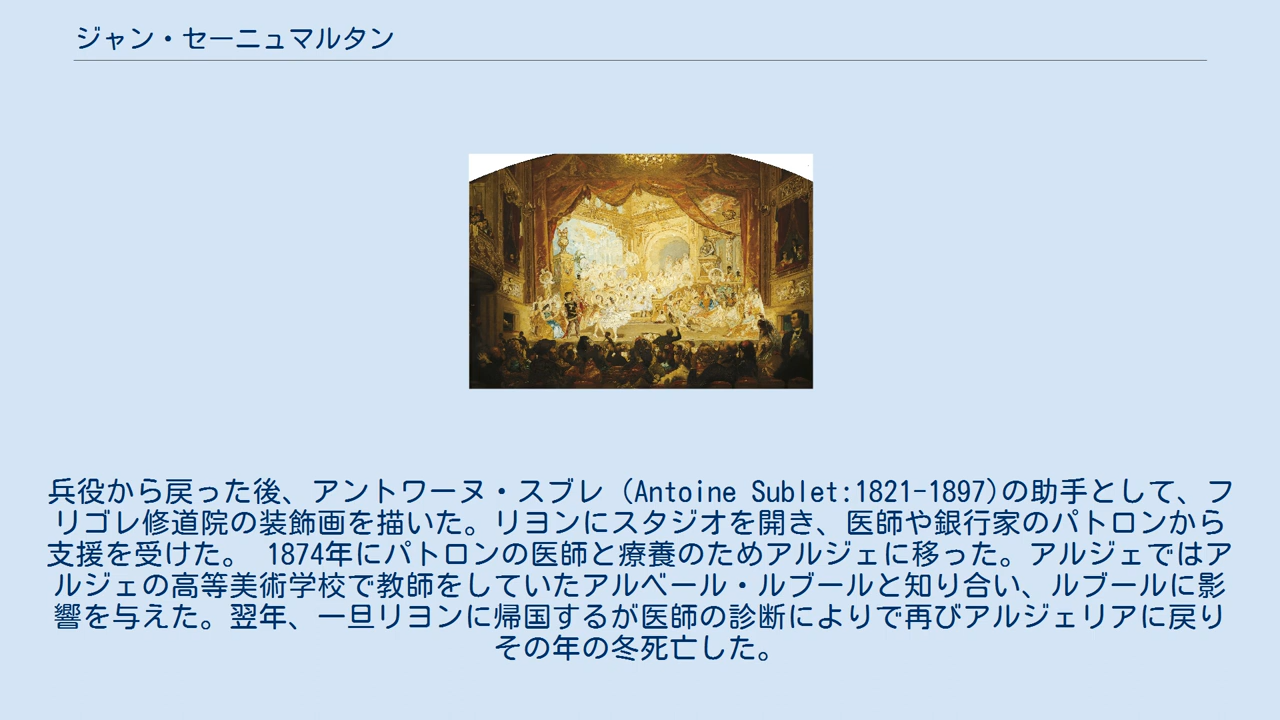 ジャン・セーニュマルタン
兵役から戻った後、アントワーヌ・スブレ (Antoine Sublet:1821-1897)の助手として、フ
リゴレ修道院の装飾画を描いた。リヨンにスタジオを開き、医師や銀行家のパトロンから
支援を受けた。 1874年にパトロンの医師と療養のためアルジェに移った。アルジェではア
ルジェの高等美術学校で教師をしていたアルベール・ルブールと知り合い、ルブールに影
響を与えた。翌年、一旦リヨンに帰国するが医師の診断によりで再びアルジェリアに戻り
その年の冬死亡した。